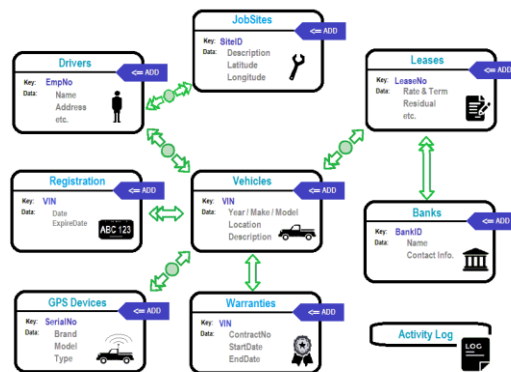 JobSites
<= ADD
Key: SiteID
Data: Description
Latitude
Longitude
Drivers
<= ADD
Key: EmpNo
Data: Name
Address
etc.
Leases
<= ADD
Key: LeaseNo
Data: Rate & Term
Residual
etc.
Registration
<= ADD
Key: VIN
Data: Date
ExpireDate
ABC 123
Vehicles
<= ADD
Key: VIN
Data: Year / Make / Model
Location
Description
Banks
<= ADD
Key: BankID
Data: Name
Contact Info.
GPS Devices
<= ADD
Key: SerialNo
Data: Brand
Model
Type
Warranties
<= ADD
Key: VIN
Data: ContractNo
StartDate
EndDate
Activity Log
LOG